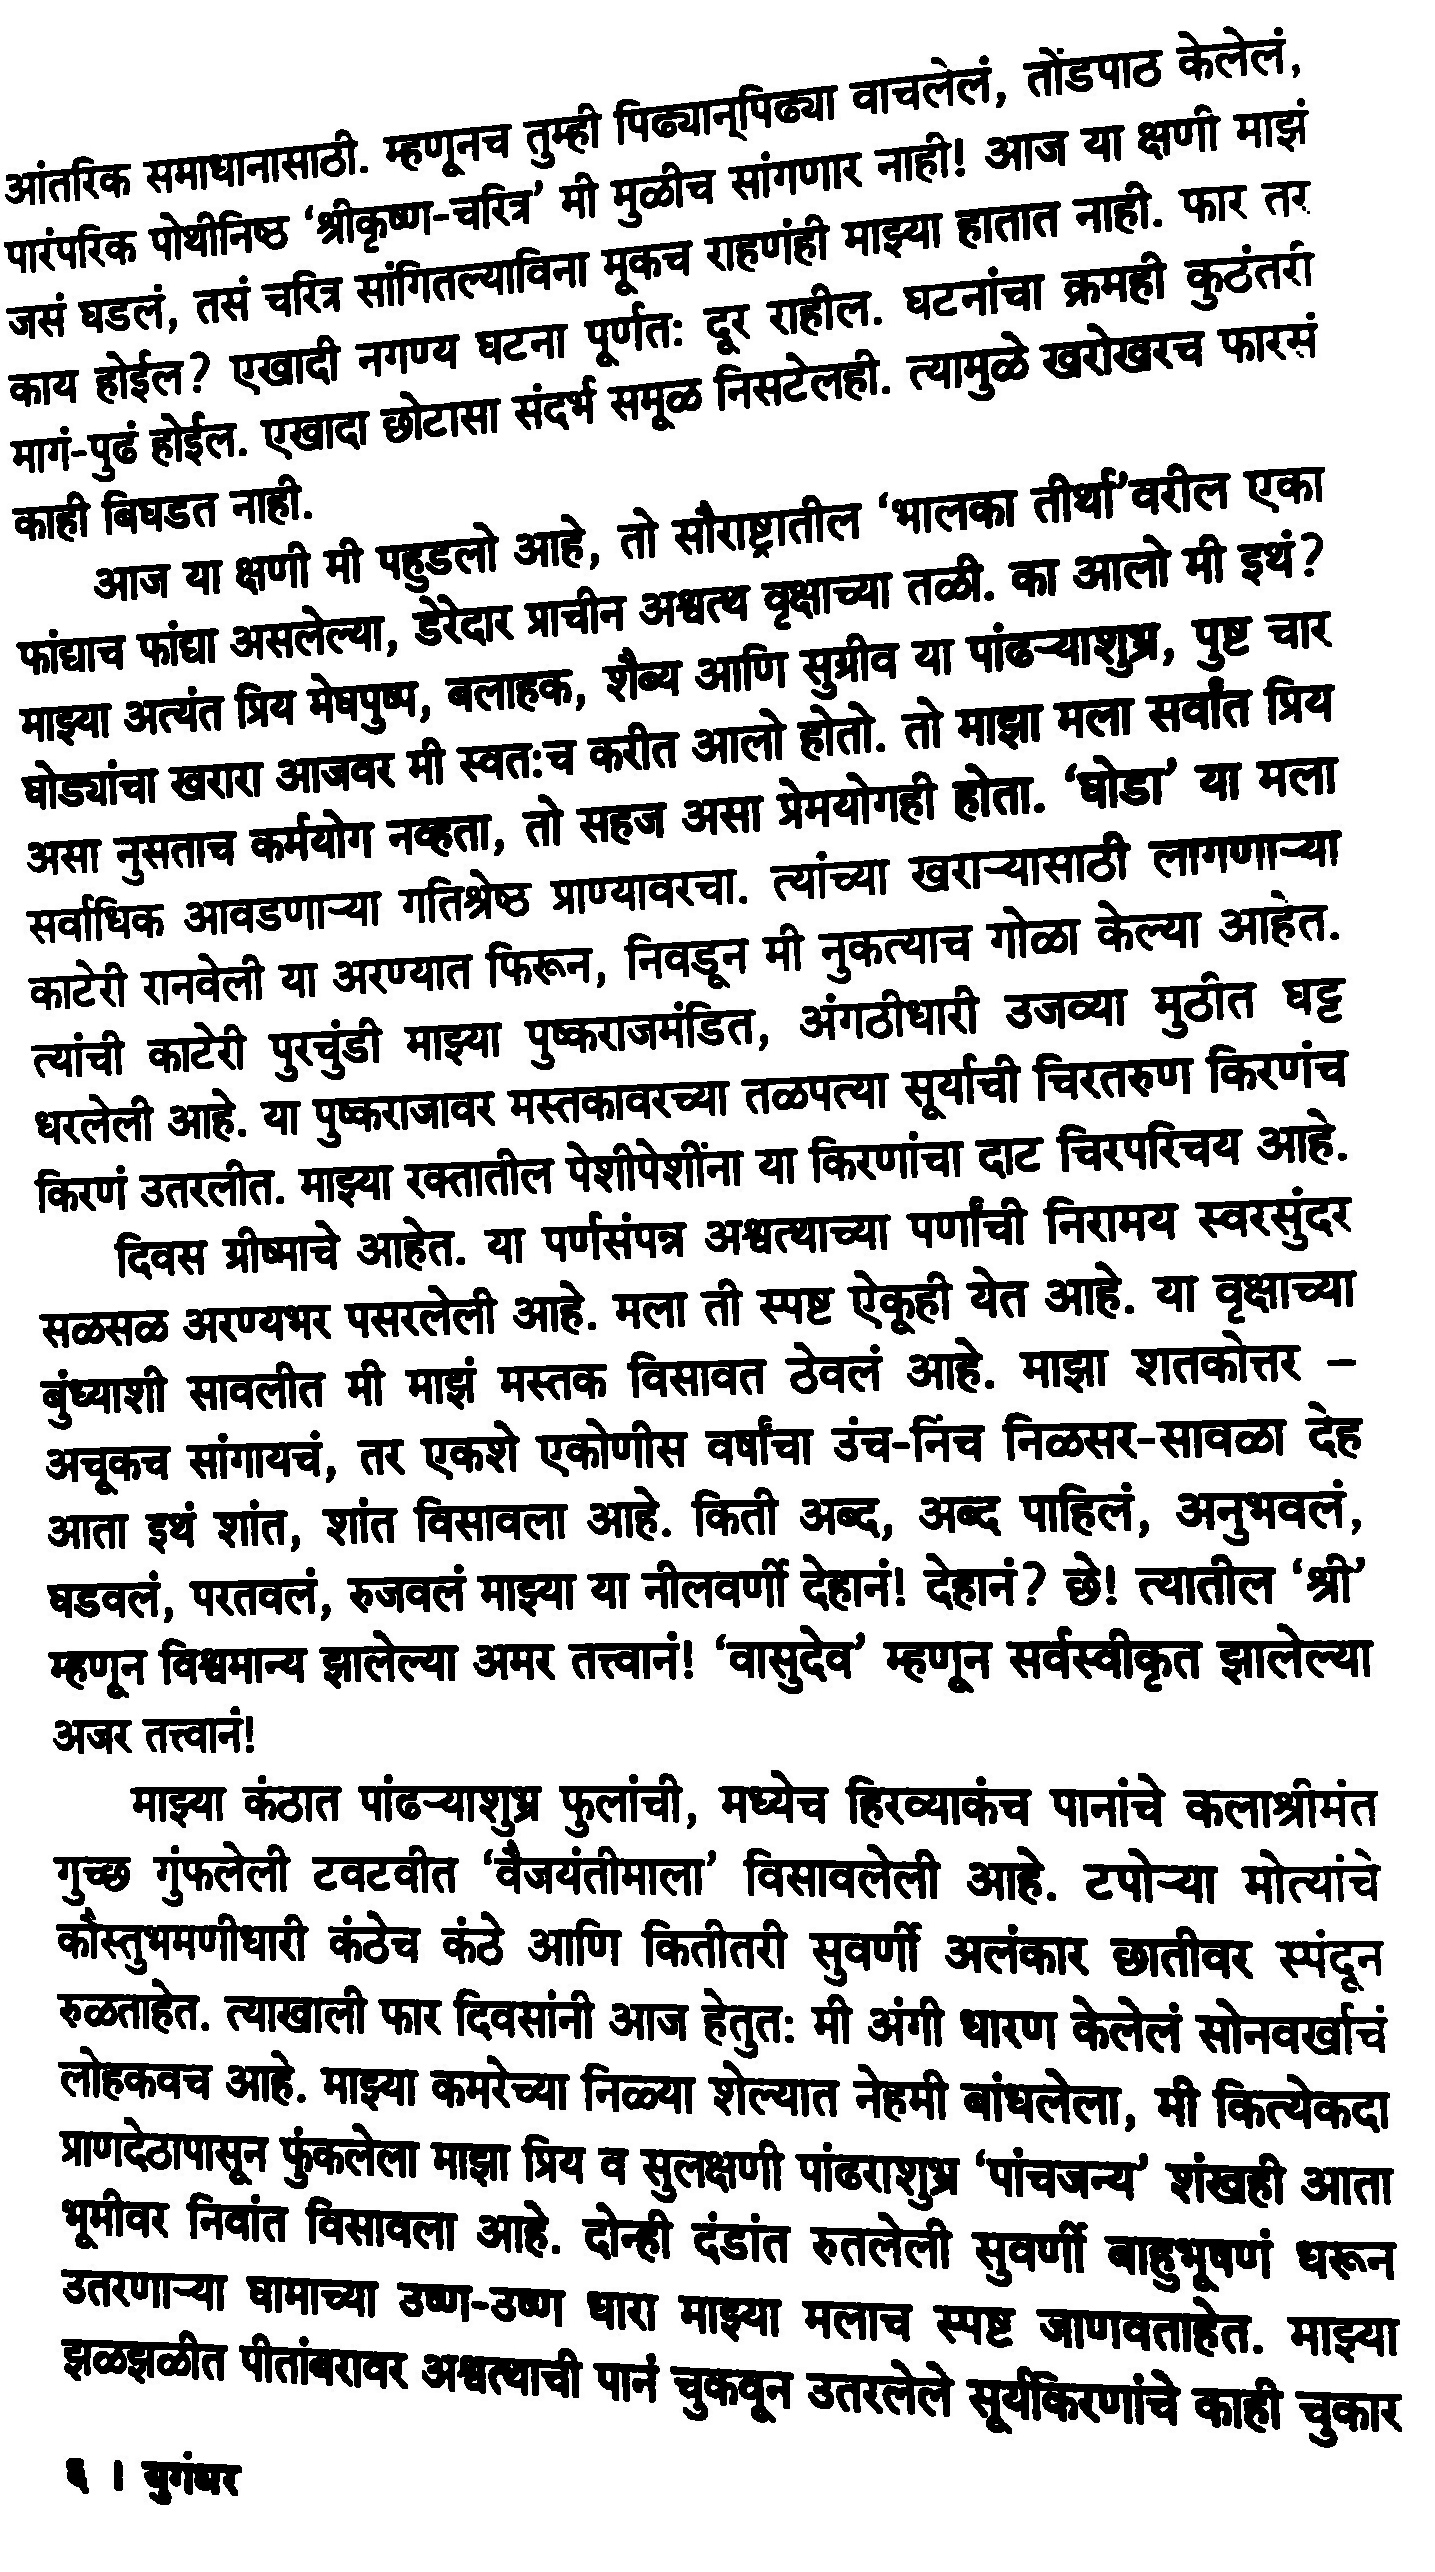 आंतरिक समाधानासाठी. म्हणूनच तुम्ही पिढ्यान्‌पिढ्या वाचलेलं, तोंडपाठ केलेलं,
पारंपरिक पोथीनिष्ठ ‘श्रीकृष्ण-चरित्र’ मी मुळीच सांगणार नाही! आज या क्षणी माझं
जसं घडलं, तसं चरित्र सांगितल्याविना मूकच राहणंही माझ्या हातात नाही. फार तर
काय होईल? एखादी नगण्य घटना पूर्णत: दूर राहील. घटनांचा क्रमही कुठंतरी
मागं-पुढं होईल. एखादा छोटासा संदर्भ समूळ निसटेलही. त्यामुळे खरोखरच फारसं
काही बिघडत नाही.
आज या क्षणी मी पहुडलो आहे, तो सौराष्ट्रातील ‘भालका तीर्था’वरील एका
फांद्याच फांद्या असलेल्या, डेरेदार प्राचीन अश्वत्थ वृक्षाच्या तळी. का आलो मी इथं?
माझ्या अत्यंत प्रिय मेघपुष्प, बलाहक, शैब्य आणि सुग्रीव या पांढऱ्याशुभ्र, पुष्ट चार
घोड्यांचा खरारा आजवर मी स्वत:च करीत आलो होतो. तो माझा मला सर्वांत प्रिय
असा नुसताच कर्मयोग नव्हता, तो सहज असा प्रेमयोगही होता. ‘घोडा’ या मला
सर्वाधिक आवडणाऱ्या गतिश्रेष्ठ प्राण्यावरचा. त्यांच्या खराऱ्यासाठी लागणाऱ्या
काटेरी रानवेली या अरण्यात फिरून, निवडून मी नुकत्याच गोळा केल्या आहेत.
त्यांची काटेरी पुरचुंडी माझ्या पुष्कराजमंडित, अंगठीधारी उजव्या मुठीत घट्ट
धरलेली आहे. या पुष्कराजावर मस्तकावरच्या तळपत्या सूर्याची चिरतरुण किरणंच
किरणं उतरलीत. माझ्या रक्तातील पेशीपेशींना या किरणांचा दाट चिरपरिचय आहे.
दिवस ग्रीष्माचे आहेत. या पर्णसंपन्न अश्वत्थाच्या पर्णांची निरामय स्वरसुंदर
सळसळ अरण्यभर पसरलेली आहे. मला ती स्पष्ट ऐकूही येत आहे. या वृक्षाच्या
बुंध्याशी सावलीत मी माझं मस्तक विसावत ठेवलं आहे. माझा शतकोत्तर –
अचूकच सांगायचं, तर एकशे एकोणीस वर्षांचा उंच-निंच निळसर-सावळा देह
आता इथं शांत, शांत विसावला आहे. किती अब्द, अब्द पाहिलं, अनुभवलं,
घडवलं, परतवलं, रुजवलं माझ्या या नीलवर्णी देहानं! देहानं? छे! त्यातील ‘श्री’
म्हणून विश्वमान्य झालेल्या अमर तत्त्वानं! ‘वासुदेव’ म्हणून सर्वस्वीकृत झालेल्या
अजर तत्त्वानं!
माझ्या कंठात पांढऱ्याशुभ्र फुलांची, मध्येच हिरव्याकंच पानांचे कलाश्रीमंत
गुच्छ गुंफलेली टवटवीत ‘वैजयंतीमाला’ विसावलेली आहे. टपोऱ्या मोत्यांचे
कौस्तुभमणीधारी कंठेच कंठे आणि कितीतरी सुवर्णी अलंकार छातीवर स्पंदून
रुळताहेत. त्याखाली फार दिवसांनी आज हेतुत: मी अंगी धारण केलेलं सोनवर्खाचं
लोहकवच आहे. माझ्या कमरेच्या निळ्या शेल्यात नेहमी बांधलेला, मी कित्येकदा
प्राणदेठापासून फुंकलेला माझा प्रिय व सुलक्षणी पांढराशुभ्र ‘पांचजन्य’ शंखही आता
भूमीवर निवांत विसावला आहे. दोन्ही दंडांत रुतलेली सुवर्णी बाहुभूषणं धरून
उतरणाऱ्या घामाच्या उष्ण-उष्ण धारा माझ्या मलाच स्पष्ट जाणवताहेत. माझ्या
झळझळीत पीतांबरावर अश्वत्थाची पानं चुकवून उतरलेले सूर्यकिरणांचे काही चुकार
६ । युगंधर